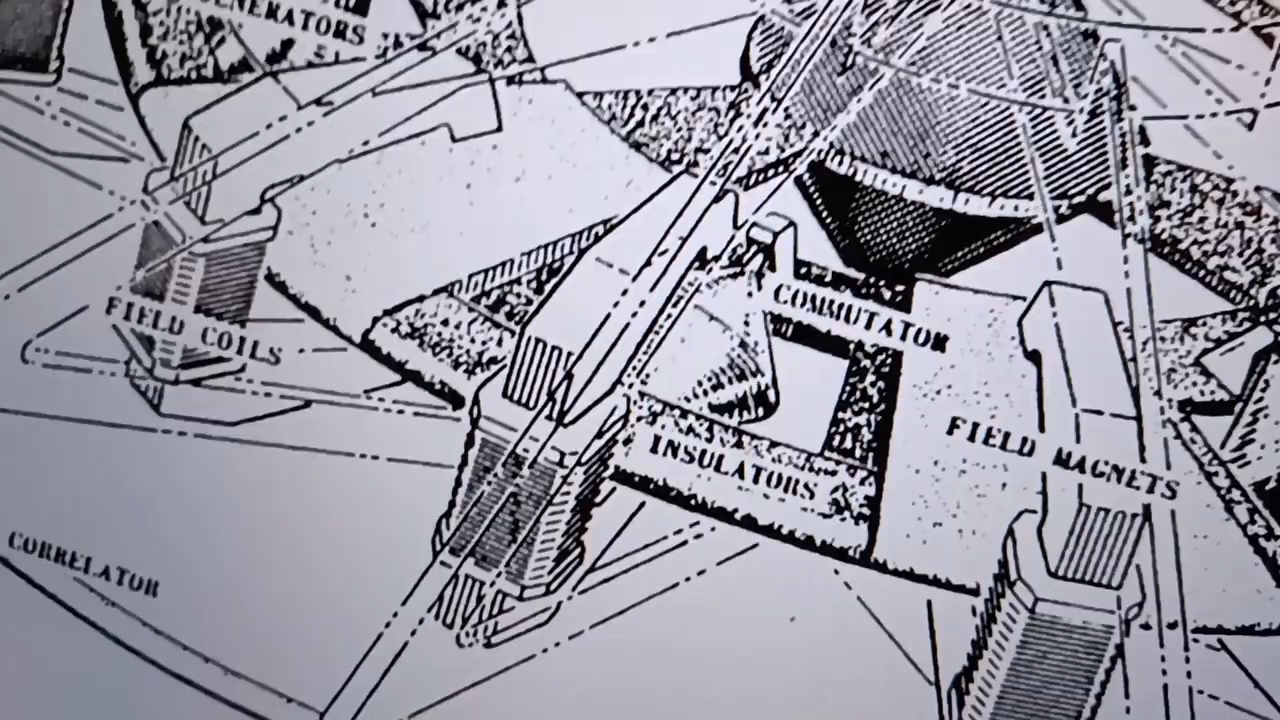 GENERATORS
COMMUTATOR
FIELD COILS
FIELD MAGNETS
INSULATORS
CORRELATOR